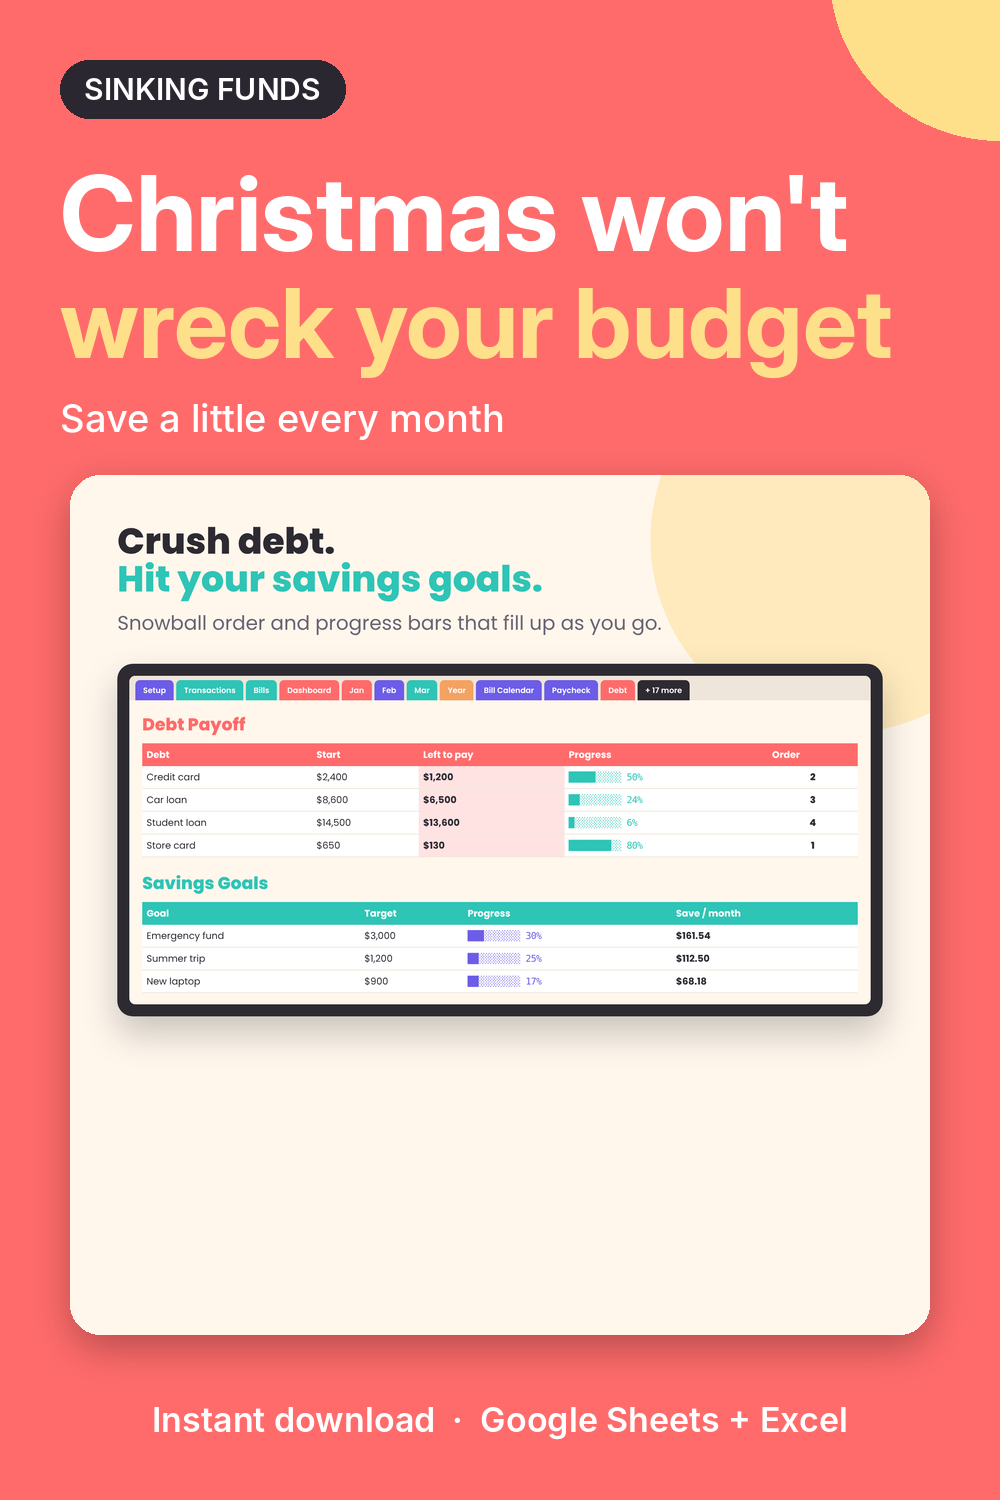 SINKING FUNDS
Christmas won't
wreck your budget
Save a little every month
Crush debt.
Hit your savings goals.
Snowball order and progress bars that fill up as you go.
Setup Transactions Bills Dashboard Jan Feb Mar Year Bill Calendar Paycheck Debt + 17 more
Debt Payoff
Debt Start Left to pay Progress Order
Credit card $2,400 $1,200 50% 2
Car loan $8,600 $6,500 24% 3
Student loan $14,500 $13,600 6% 4
Store card $650 $130 80% 1
Savings Goals
Goal Target Progress Save / month
Emergency fund $3,000 30% $161.54
Summer trip $1,200 25% $112.50
New laptop $900 17% $68.18
Instant download · Google Sheets + Excel